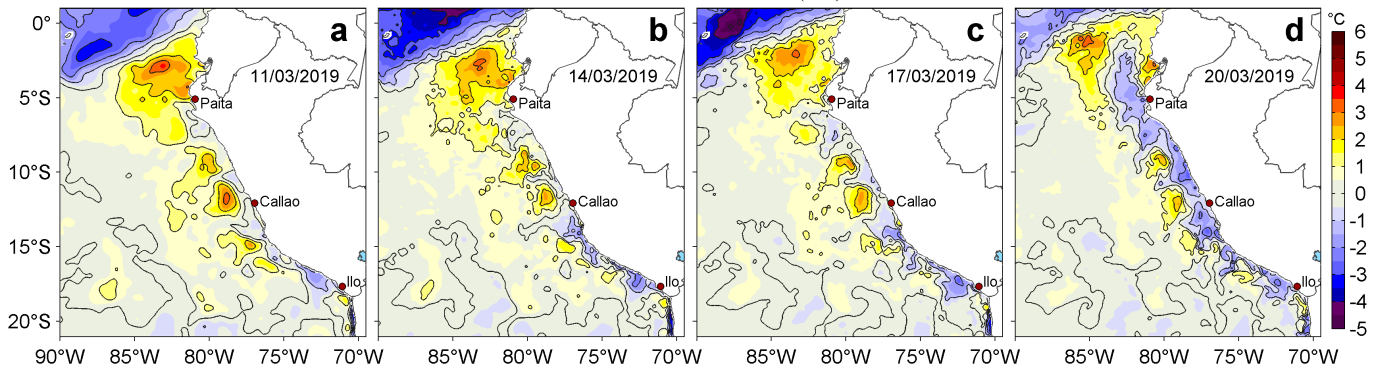 a b c d °C
0° 5°S 10°S 15°S 20°S
11/03/2019 14/03/2019 17/03/2019 20/03/2019
Paita Paita Paita Paita
Callao Callao Callao Callao
Ilo Ilo Ilo Ilo
6
5
4
3
2
1
0
-1
-2
-3
-4
-5
90°W 85°W 80°W 75°W 70°W 85°W 80°W 75°W 70°W 85°W 80°W 75°W 70°W 85°W 80°W 75°W 70°W